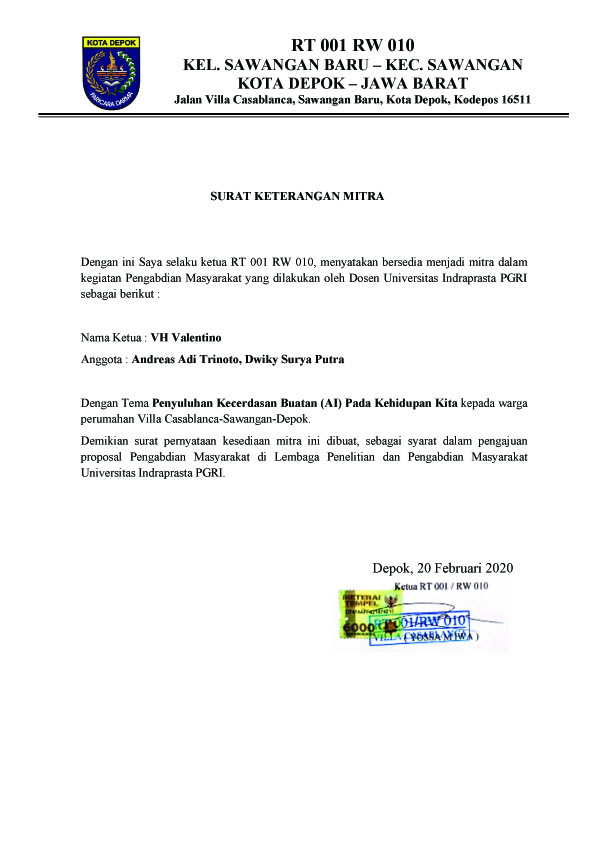 KOTA DEPOK
PARICARA DARMA
RT 001 RW 010
KEL. SAWANGAN BARU – KEC. SAWANGAN
KOTA DEPOK – JAWA BARAT
Jalan Villa Casablanca, Sawangan Baru, Kota Depok, Kodepos 16511
SURAT KETERANGAN MITRA
Dengan ini Saya selaku ketua RT 001 RW 010, menyatakan bersedia menjadi mitra dalam
kegiatan Pengabdian Masyarakat yang dilakukan oleh Dosen Universitas Indraprasta PGRI
sebagai berikut :
Nama Ketua : VH Valentino
Anggota : Andreas Adi Trinoto, Dwiky Surya Putra
Dengan Tema Penyuluhan Kecerdasan Buatan (AI) Pada Kehidupan Kita kepada warga
perumahan Villa Casablanca-Sawangan-Depok.
Demikian surat pernyataan kesediaan mitra ini dibuat, sebagai syarat dalam pengajuan
proposal Pengabdian Masyarakat di Lembaga Penelitian dan Pengabdian Masyarakat
Universitas Indraprasta PGRI.
Depok, 20 Februari 2020
Ketua RT 001 / RW 010
METERAI
TEMPEL
6000
RT 001/RW 010
VILLA